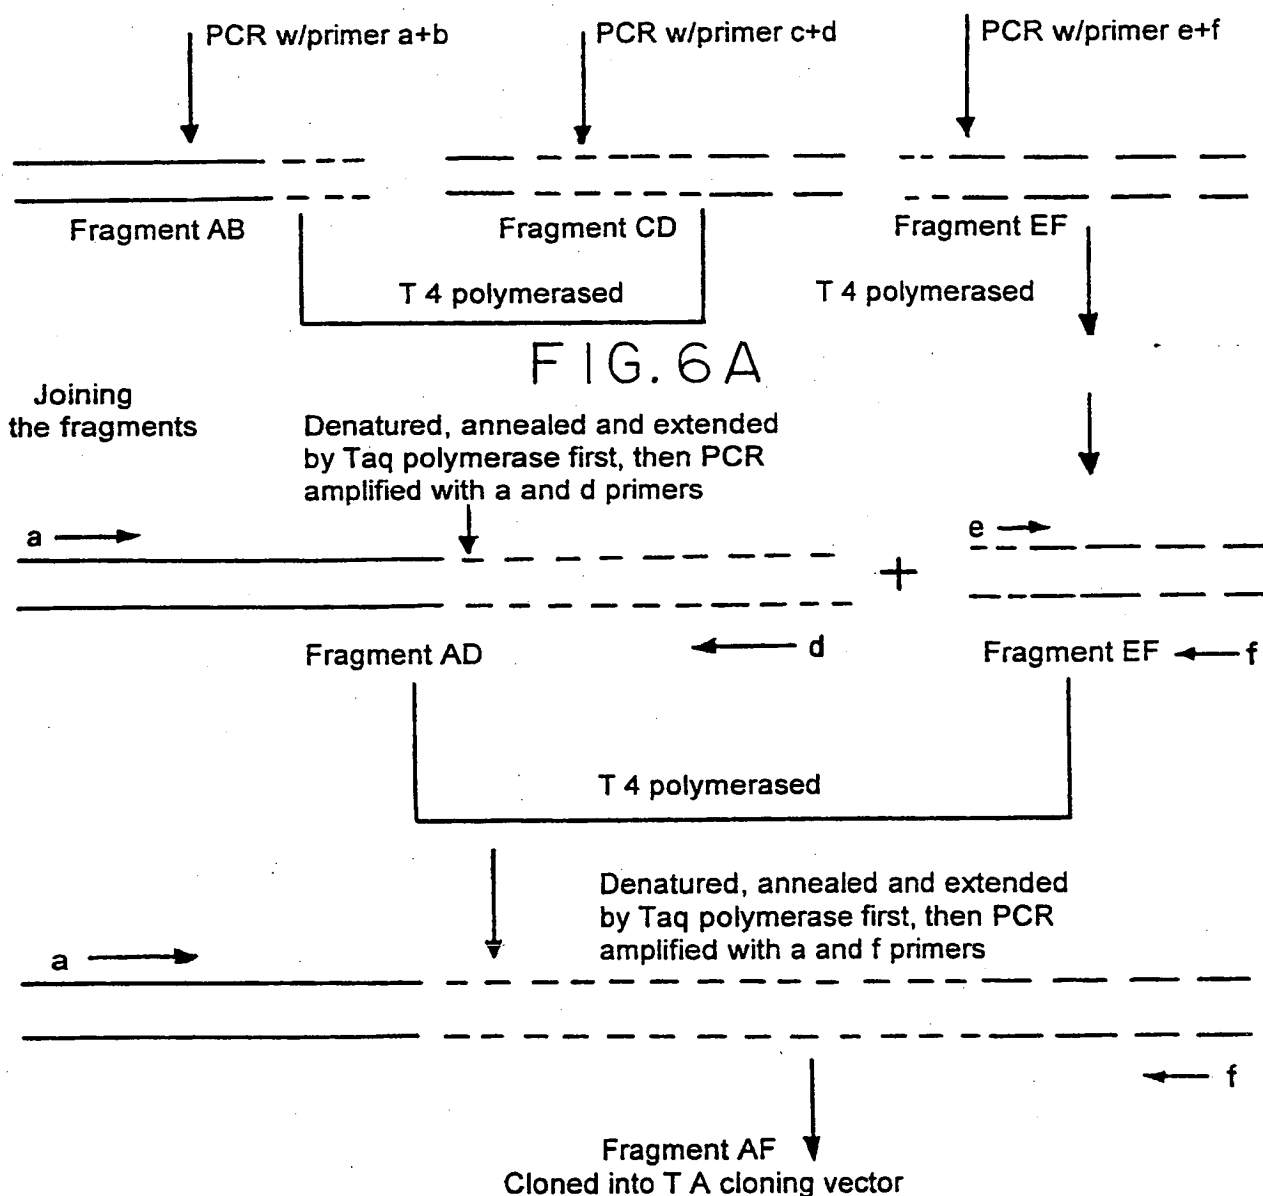 PCR w/primer a+b
PCR w/primer c+d
PCR w/primer e+f
Fragment AB
Fragment CD
Fragment EF
T 4 polymerased
T 4 polymerased
FIG. 6A
Joining
the fragments
Denatured, annealed and extended
by Taq polymerase first, then PCR
amplified with a and d primers
a
e
+
d
Fragment AD
Fragment EF
f
T 4 polymerased
Denatured, annealed and extended
by Taq polymerase first, then PCR
amplified with a and f primers
a
f
Fragment AF
Cloned into T A cloning vector